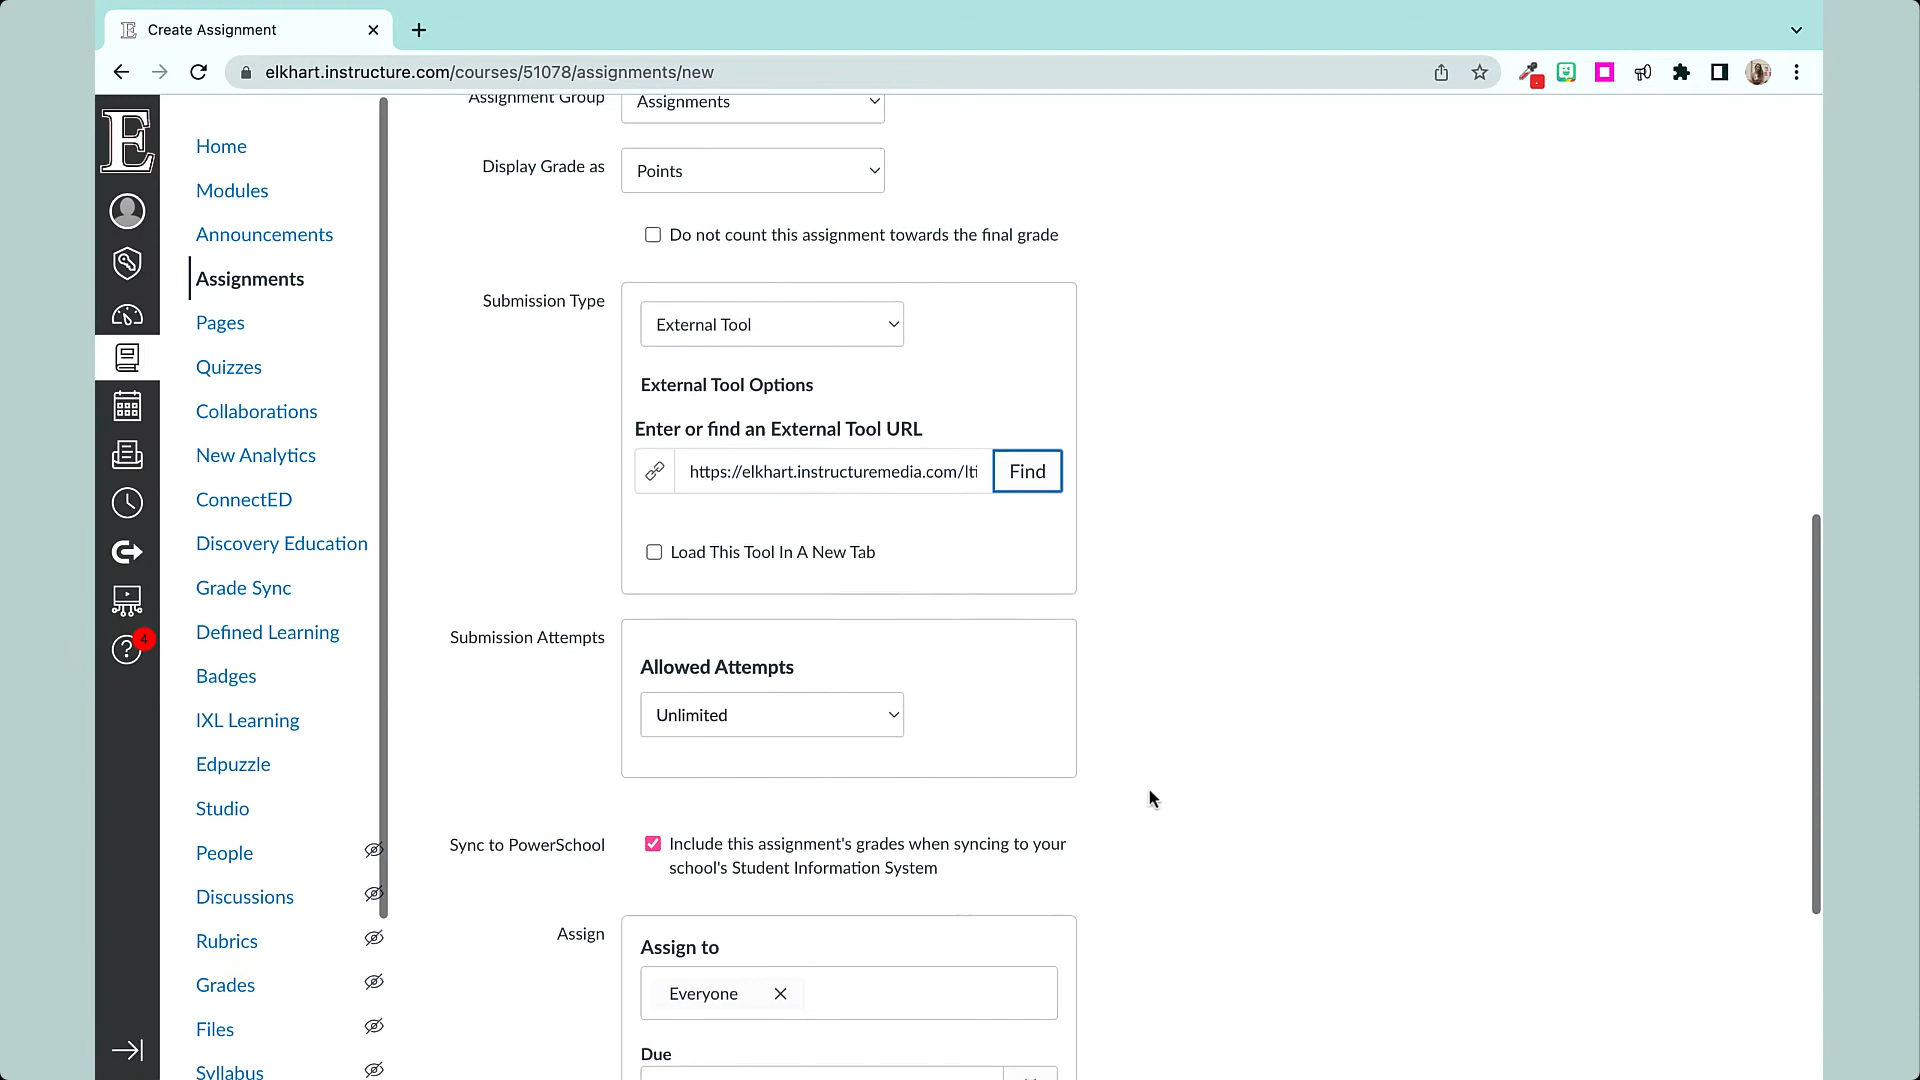 Create Assignment
elkhart.instructure.com/courses/51078/assignments/new
E
Home
Modules
Announcements
Assignments
Pages
Quizzes
Collaborations
New Analytics
ConnectED
Discovery Education
Grade Sync
Defined Learning
Badges
IXL Learning
Edpuzzle
Studio
People
Discussions
Rubrics
Grades
Files
Syllabus
4
Assignment Group
Assignments
Display Grade as
Points
Do not count this assignment towards the final grade
Submission Type
External Tool
External Tool Options
Enter or find an External Tool URL
https://elkhart.instructuremedia.com/lti
Find
Load This Tool In A New Tab
Submission Attempts
Allowed Attempts
Unlimited
Sync to PowerSchool
Include this assignment's grades when syncing to your
school's Student Information System
Assign
Assign to
Everyone
Due